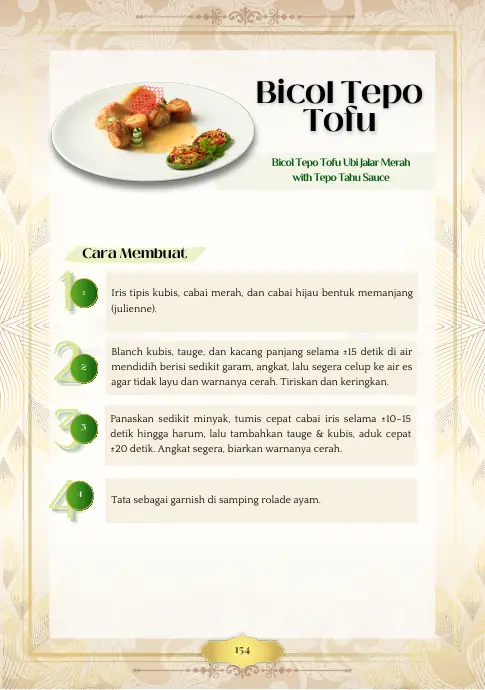 Bicol Tepo
Tofu
Bicol Tepo Tofu Ubi Jalar Merah
with Tepo Tahu Sauce
Cara Membuat
1
Iris tipis kubis, cabai merah, dan cabai hijau bentuk memanjang
(julienne).
2
Blanch kubis, tauge, dan kacang panjang selama ±15 detik di air
mendidih berisi sedikit garam, angkat, lalu segera celup ke air es
agar tidak layu dan warnanya cerah. Tiriskan dan keringkan.
3
Panaskan sedikit minyak, tumis cepat cabai iris selama ±10–15
detik hingga harum, lalu tambahkan tauge & kubis, aduk cepat
±20 detik. Angkat segera, biarkan warnanya cerah.
4
Tata sebagai garnish di samping rolade ayam.
154